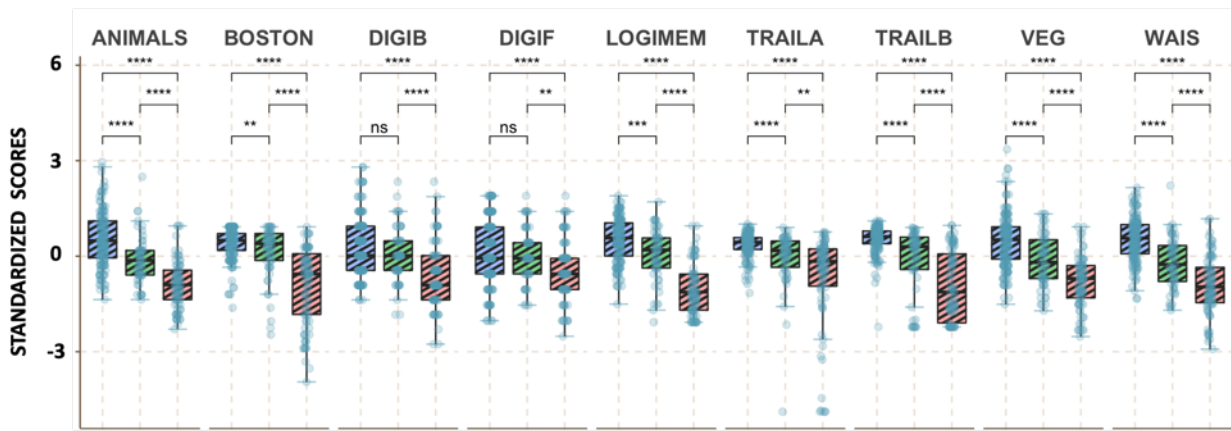 ANIMALS BOSTON DIGIB DIGIF LOGIMEM TRAILA TRAILB VEG WAIS
6
**** **** **** **** **** **** **** **** ****
**** **** **** ** **** ** **** **** ****
**** ** ns ns *** **** **** **** ****
3
0
-3
STANDARDIZED SCORES